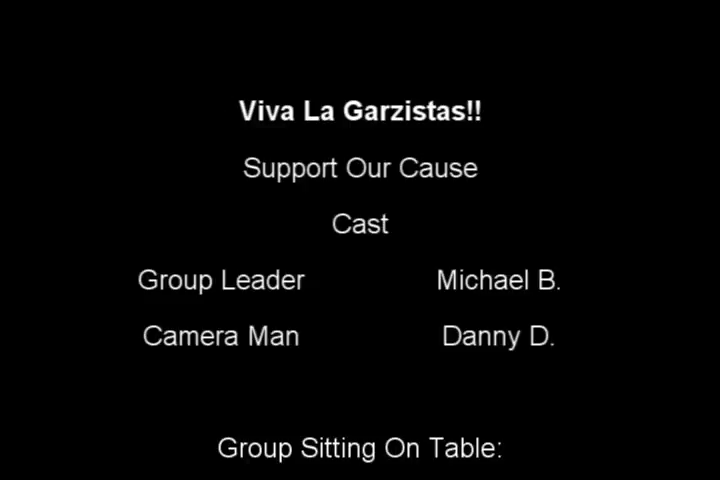 Viva La Garzistas!!
Support Our Cause
Cast
Group Leader Michael B.
Camera Man Danny D.
Group Sitting On Table: